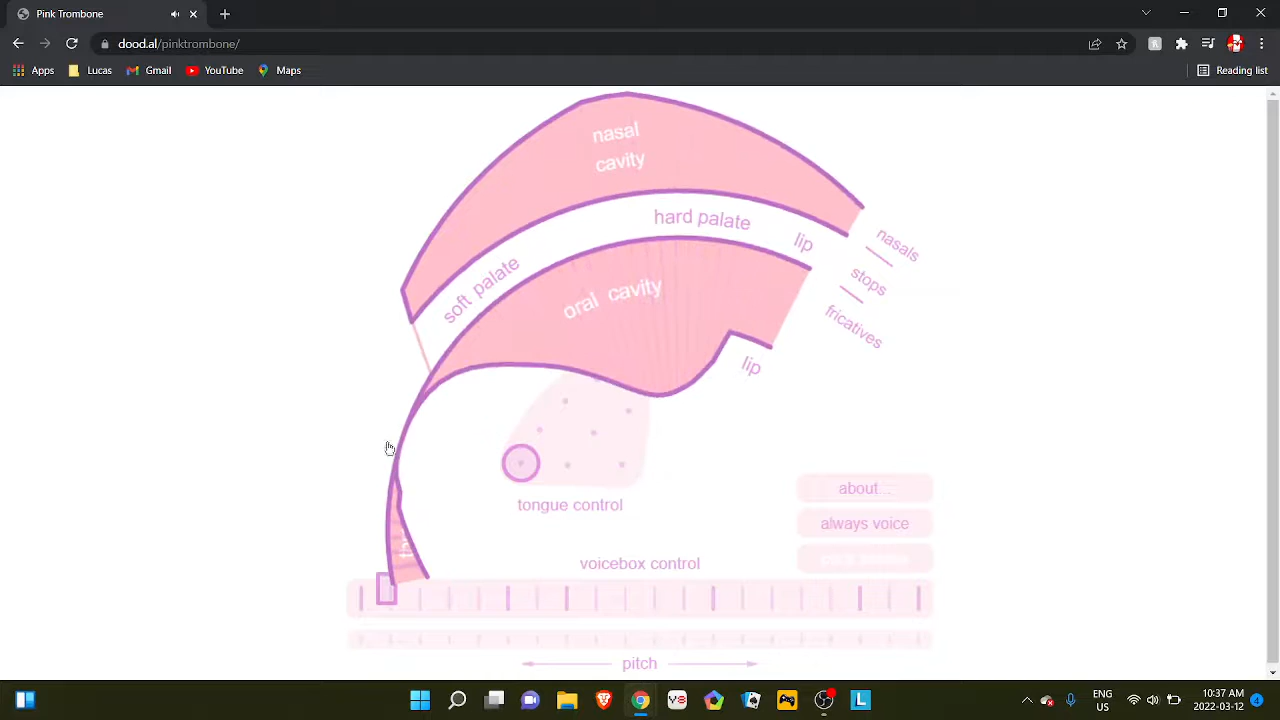 Pink Trombone
dood.al/pinktrombone/
Apps
Lucas
Gmail
YouTube
Maps
Reading list
nasal
cavity
hard palate
lip
nasals
soft palate
stops
oral cavity
fricatives
lip
tongue control
about...
always voice
voicebox control
pitch
ENG
US
10:37 AM
2022-03-12
4